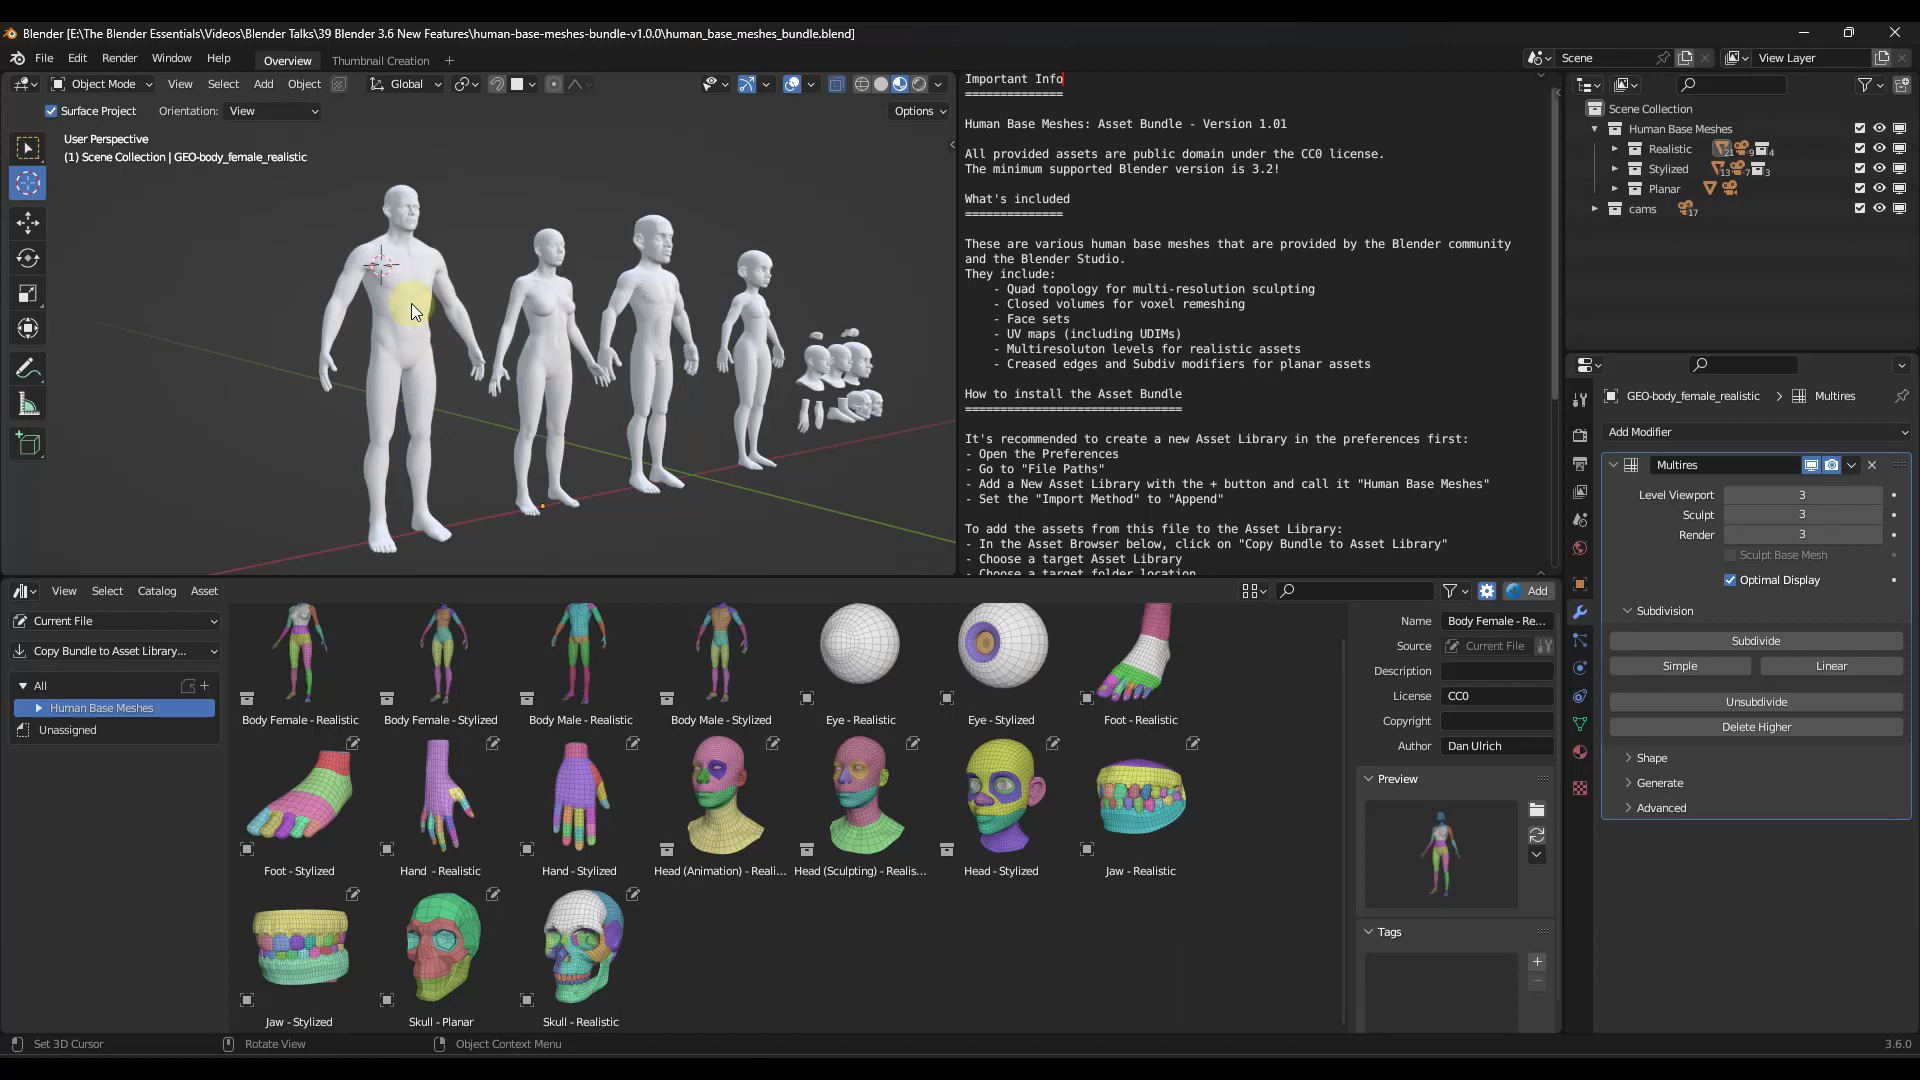 Blender [E:\The Blender Essentials\Videos\Blender Talks\39 Blender 3.6 New Features\human-base-meshes-bundle-v1.0.0\human_base_meshes_bundle.blend]
File Edit Render Window Help Overview Thumbnail Creation + Scene View Layer
Object Mode View Select Add Object Global
Surface Project Orientation: View Options
User Perspective
(1) Scene Collection | GEO-body_female_realistic
Important Info
==============
Human Base Meshes: Asset Bundle - Version 1.01
All provided assets are public domain under the CC0 license.
The minimum supported Blender version is 3.2!
What's included
==============
These are various human base meshes that are provided by the Blender community
and the Blender Studio.
They include:
- Quad topology for multi-resolution sculpting
- Closed volumes for voxel remeshing
- Face sets
- UV maps (including UDIMs)
- Multiresoluton levels for realistic assets
- Creased edges and Subdiv modifiers for planar assets
How to install the Asset Bundle
===============================
It's recommended to create a new Asset Library in the preferences first:
- Open the Preferences
- Go to "File Paths"
- Add a New Asset Library with the + button and call it "Human Base Meshes"
- Set the "Import Method" to "Append"
To add the assets from this file to the Asset Library:
- In the Asset Browser below, click on "Copy Bundle to Asset Library"
- Choose a target Asset Library
- Choose a target folder location
Scene Collection
Human Base Meshes
Realistic 21 9 4
Stylized 13 7 3
Planar
cams 17
GEO-body_female_realistic > Multires
Add Modifier
Multires
Level Viewport 3
Sculpt 3
Render 3
Sculpt Base Mesh
Optimal Display
Subdivision
Subdivide
Simple Linear
Unsubdivide
Delete Higher
Shape
Generate
Advanced
View Select Catalog Asset Add
Current File
Copy Bundle to Asset Library...
All
Human Base Meshes
Unassigned
Body Female - Realistic Body Female - Stylized Body Male - Realistic Body Male - Stylized Eye - Realistic Eye - Stylized Foot - Realistic
Foot - Stylized Hand - Realistic Hand - Stylized Head (Animation) - Reali... Head (Sculpting) - Realis... Head - Stylized Jaw - Realistic
Jaw - Stylized Skull - Planar Skull - Realistic
Name Body Female - Re...
Source Current File
Description
License CC0
Copyright
Author Dan Ulrich
Preview
Tags
Set 3D Cursor Rotate View Object Context Menu 3.6.0